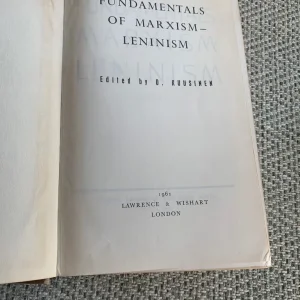 FUNDAMENTALS
OF MARXISM–
LENINISM
Edited by O. KUUSINEN
1961
LAWRENCE & WISHART
LONDON